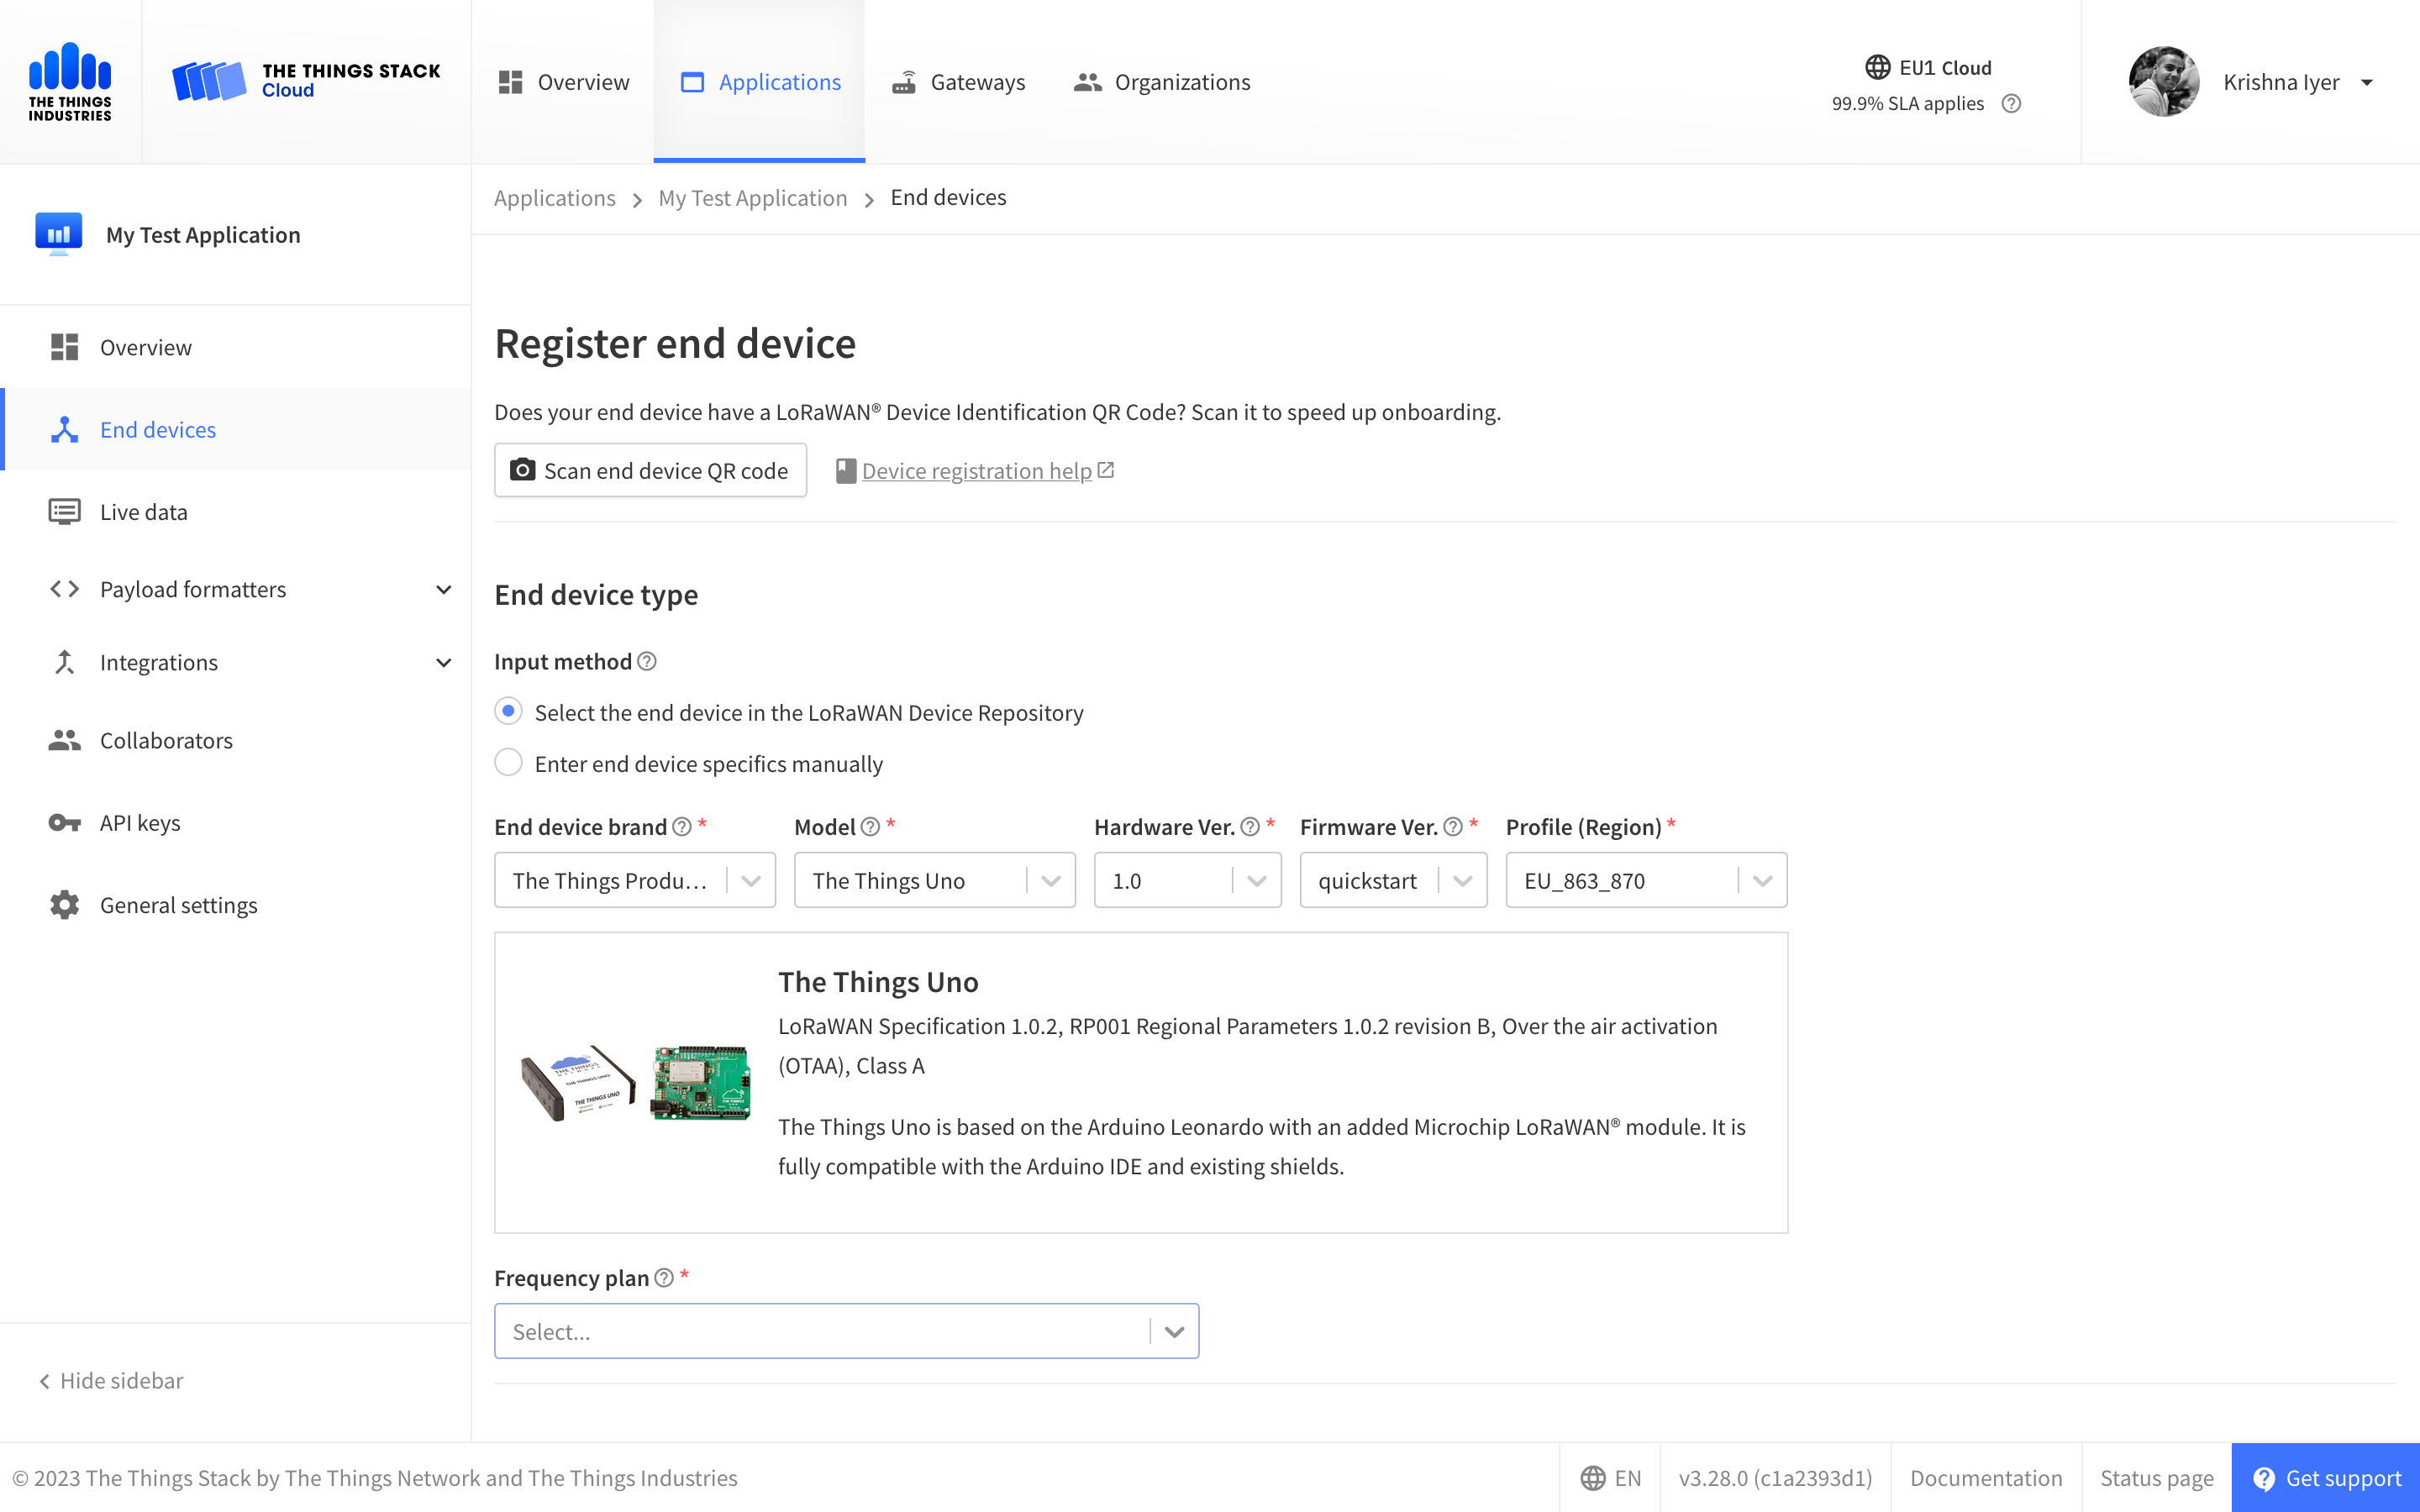 THE THINGS
INDUSTRIES
THE THINGS STACK
Cloud
Overview
Applications
Gateways
Organizations
EU1 Cloud
99.9% SLA applies
Krishna Iyer
My Test Application
Overview
End devices
Live data
Payload formatters
Integrations
Collaborators
API keys
General settings
Hide sidebar
Applications > My Test Application > End devices
Register end device
Does your end device have a LoRaWAN® Device Identification QR Code? Scan it to speed up onboarding.
Scan end device QR code
Device registration help
End device type
Input method
Select the end device in the LoRaWAN Device Repository
Enter end device specifics manually
End device brand * Model * Hardware Ver. * Firmware Ver. * Profile (Region) *
The Things Produ... The Things Uno 1.0 quickstart EU_863_870
THE THINGS
NETWORK
THE THINGS UNO
THE THINGS UNO
The Things Uno
LoRaWAN Specification 1.0.2, RP001 Regional Parameters 1.0.2 revision B, Over the air activation
(OTAA), Class A
The Things Uno is based on the Arduino Leonardo with an added Microchip LoRaWAN® module. It is
fully compatible with the Arduino IDE and existing shields.
Frequency plan *
Select...
© 2023 The Things Stack by The Things Network and The Things Industries
EN
v3.28.0 (c1a2393d1)
Documentation
Status page
Get support